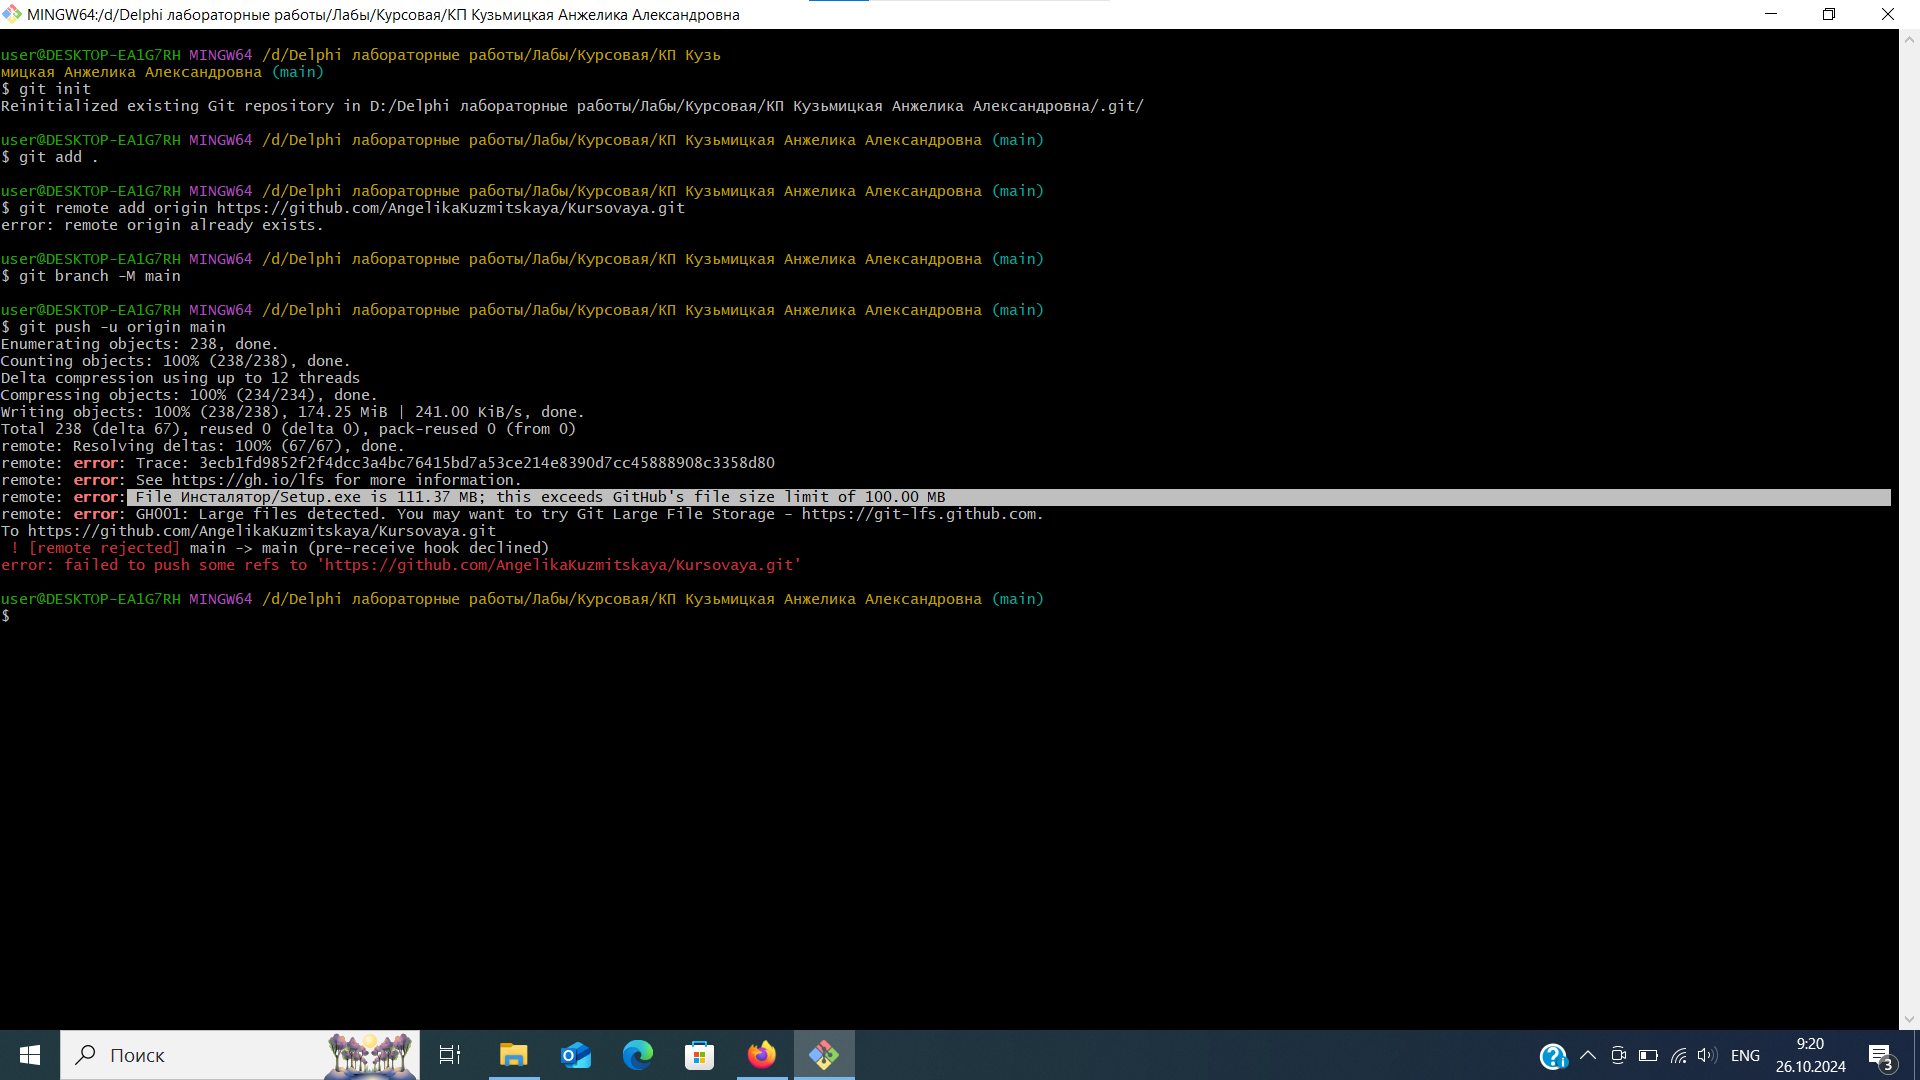 MINGW64:/d/Delphi лабораторные работы/Лабы/Курсовая/КП Кузьмицкая Анжелика Александровна
user@DESKTOP-EA1G7RH MINGW64 /d/Delphi лабораторные работы/Лабы/Курсовая/КП Кузь
мицкая Анжелика Александровна (main)
$ git init
Reinitialized existing Git repository in D:/Delphi лабораторные работы/Лабы/Курсовая/КП Кузьмицкая Анжелика Александровна/.git/
user@DESKTOP-EA1G7RH MINGW64 /d/Delphi лабораторные работы/Лабы/Курсовая/КП Кузьмицкая Анжелика Александровна (main)
$ git add .
user@DESKTOP-EA1G7RH MINGW64 /d/Delphi лабораторные работы/Лабы/Курсовая/КП Кузьмицкая Анжелика Александровна (main)
$ git remote add origin https://github.com/AngelikaKuzmitskaya/Kursovaya.git
error: remote origin already exists.
user@DESKTOP-EA1G7RH MINGW64 /d/Delphi лабораторные работы/Лабы/Курсовая/КП Кузьмицкая Анжелика Александровна (main)
$ git branch -M main
user@DESKTOP-EA1G7RH MINGW64 /d/Delphi лабораторные работы/Лабы/Курсовая/КП Кузьмицкая Анжелика Александровна (main)
$ git push -u origin main
Enumerating objects: 238, done.
Counting objects: 100% (238/238), done.
Delta compression using up to 12 threads
Compressing objects: 100% (234/234), done.
Writing objects: 100% (238/238), 174.25 MiB | 241.00 KiB/s, done.
Total 238 (delta 67), reused 0 (delta 0), pack-reused 0 (from 0)
remote: Resolving deltas: 100% (67/67), done.
remote: error: Trace: 3ecb1fd9852f2f4dcc3a4bc76415bd7a53ce214e8390d7cc45888908c3358d80
remote: error: See https://gh.io/lfs for more information.
remote: error: File Инсталятор/Setup.exe is 111.37 MB; this exceeds GitHub's file size limit of 100.00 MB
remote: error: GH001: Large files detected. You may want to try Git Large File Storage - https://git-lfs.github.com.
To https://github.com/AngelikaKuzmitskaya/Kursovaya.git
! [remote rejected] main -> main (pre-receive hook declined)
error: failed to push some refs to 'https://github.com/AngelikaKuzmitskaya/Kursovaya.git'
user@DESKTOP-EA1G7RH MINGW64 /d/Delphi лабораторные работы/Лабы/Курсовая/КП Кузьмицкая Анжелика Александровна (main)
$
Поиск
ENG
9:20
26.10.2024
3